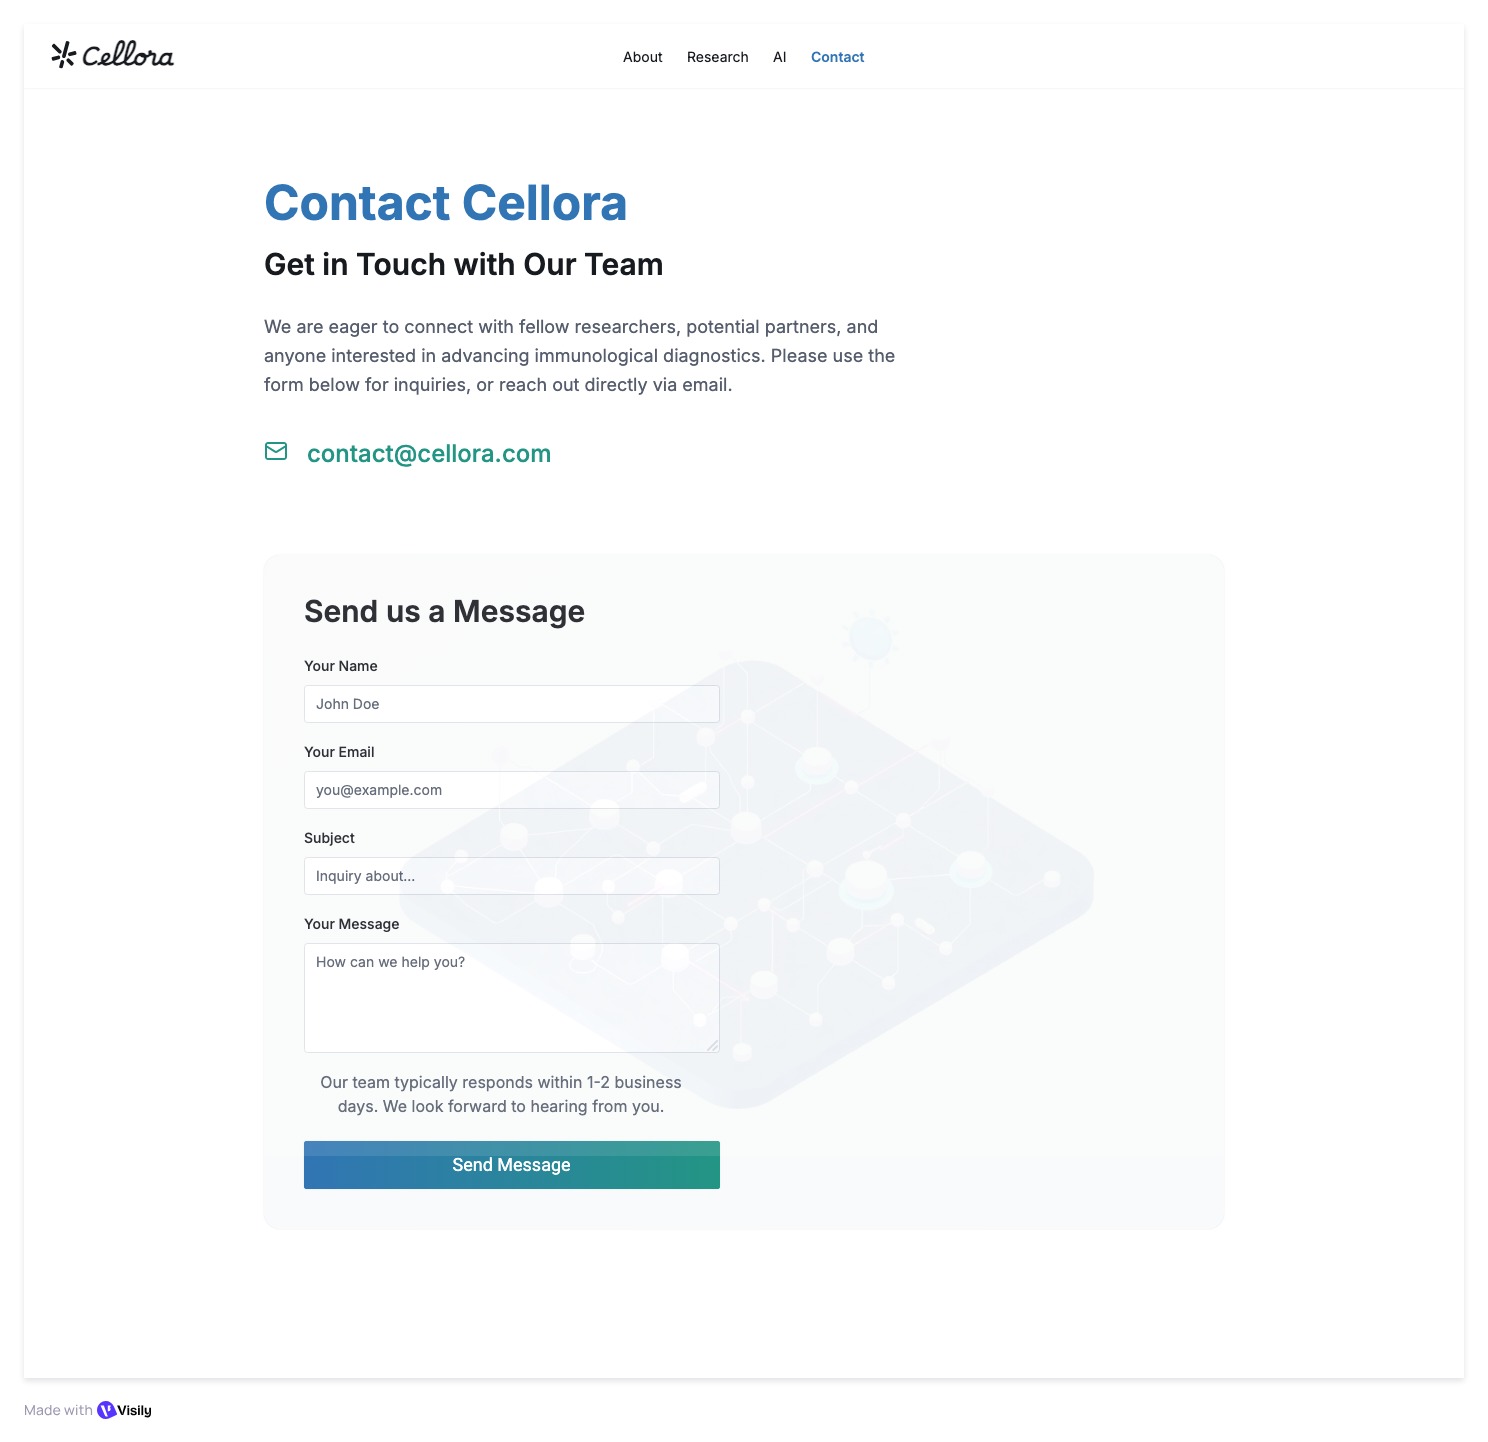 Cellora
About Research AI Contact
Contact Cellora
Get in Touch with Our Team
We are eager to connect with fellow researchers, potential partners, and
anyone interested in advancing immunological diagnostics. Please use the
form below for inquiries, or reach out directly via email.
contact@cellora.com
Send us a Message
Your Name
John Doe
Your Email
you@example.com
Subject
Inquiry about...
Your Message
How can we help you?
Our team typically responds within 1-2 business
days. We look forward to hearing from you.
Send Message
Made with Visily